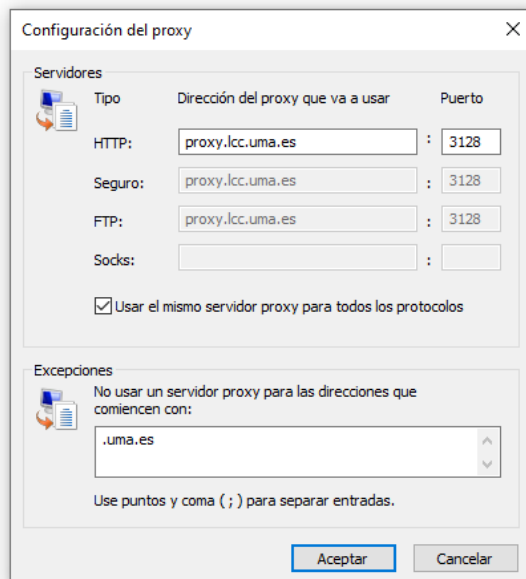 Configuración del proxy
Servidores
Tipo Dirección del proxy que va a usar Puerto
HTTP: proxy.lcc.uma.es : 3128
Seguro: proxy.lcc.uma.es : 3128
FTP: proxy.lcc.uma.es : 3128
Socks: :
Usar el mismo servidor proxy para todos los protocolos
Excepciones
No usar un servidor proxy para las direcciones que
comiencen con:
.uma.es
Use puntos y coma ( ; ) para separar entradas.
Aceptar Cancelar